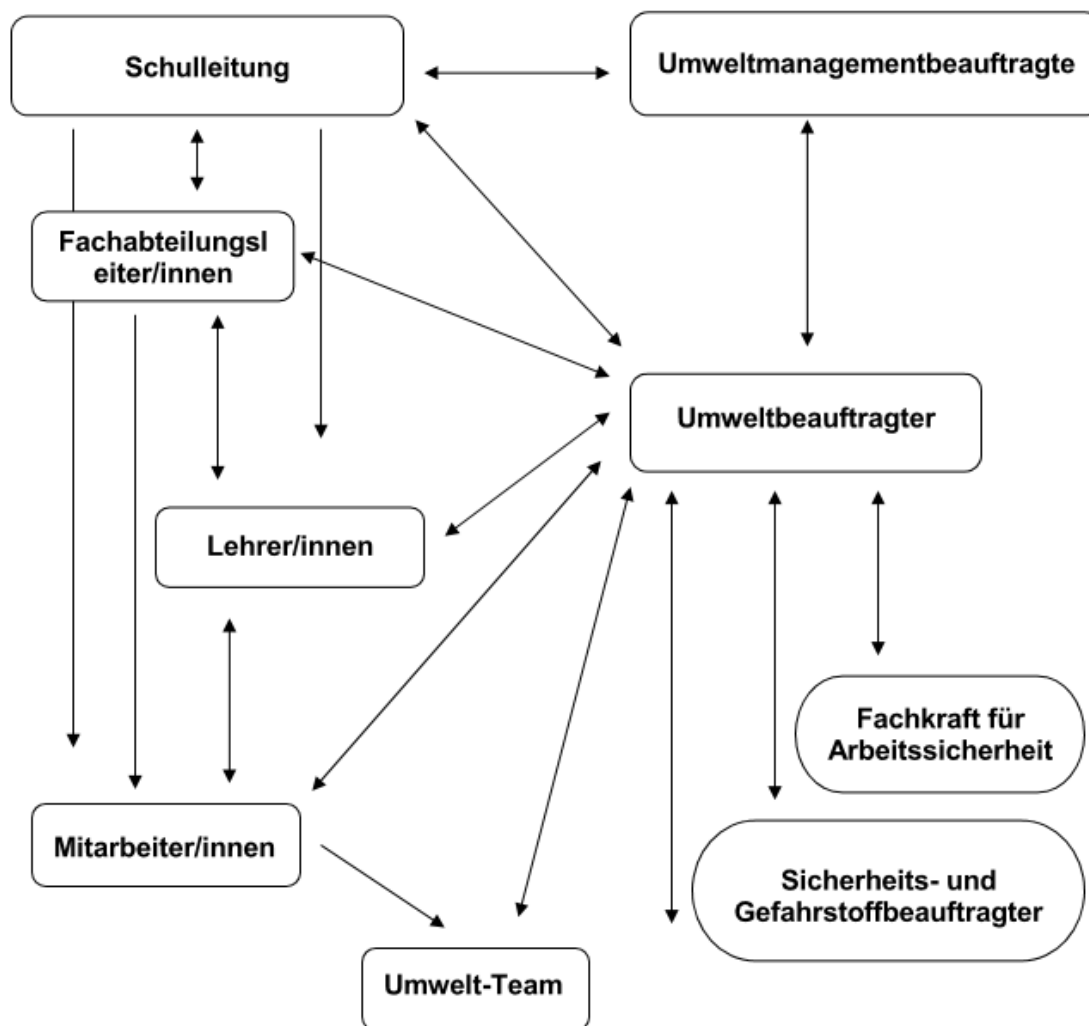 Schulleitung
Umweltmanagementbeauftragte
Fachabteilungsl
eiter/innen
Umweltbeauftragter
Lehrer/innen
Fachkraft für
Arbeitssicherheit
Mitarbeiter/innen
Sicherheits- und
Gefahrstoffbeauftragter
Umwelt-Team